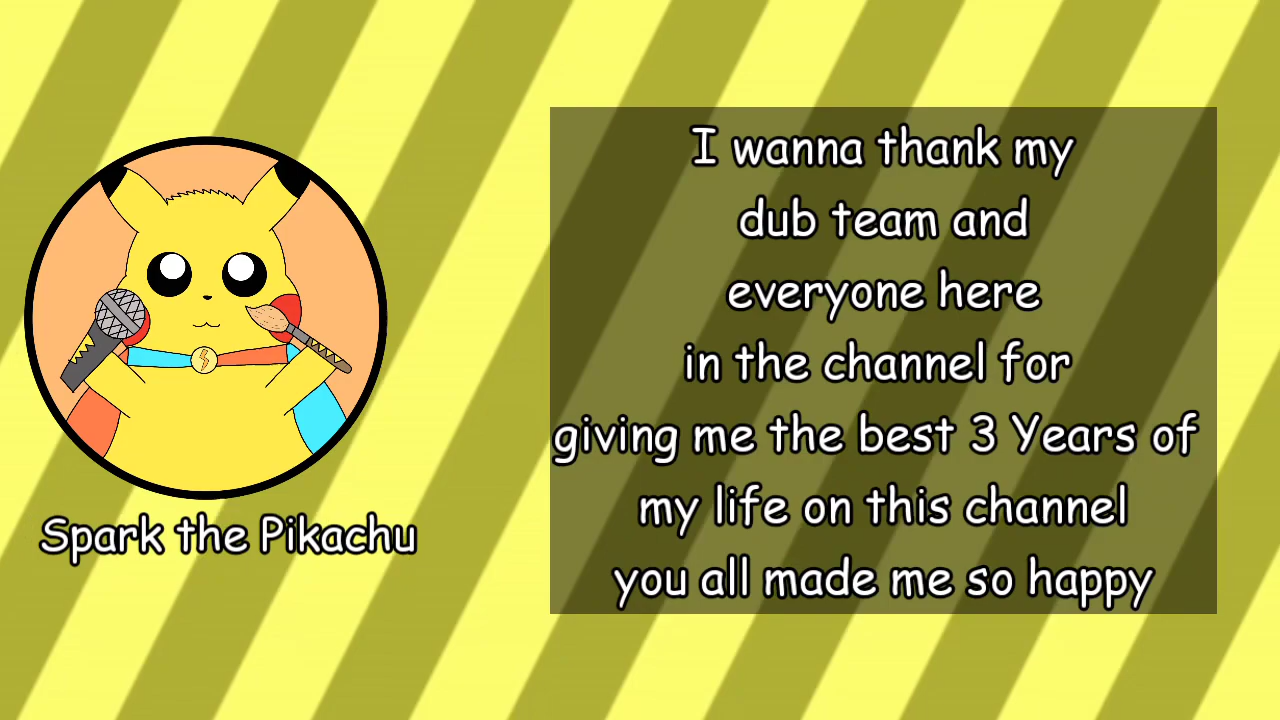 I wanna thank my
dub team and
everyone here
in the channel for
giving me the best 3 Years of
my life on this channel
you all made me so happy
Spark the Pikachu